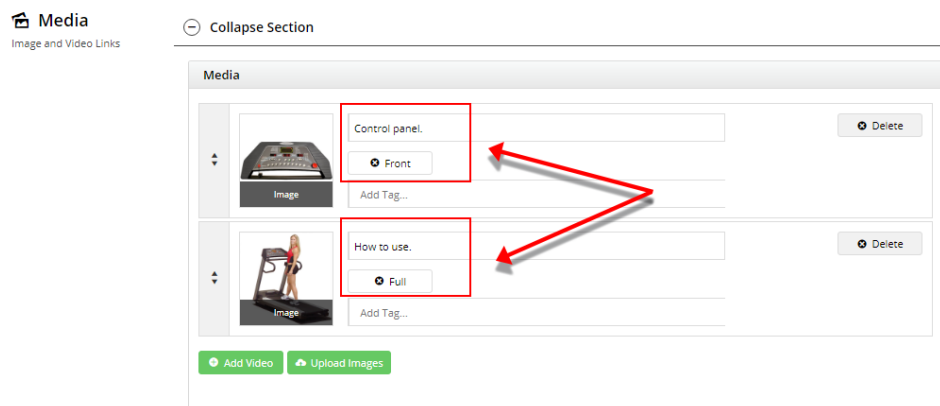 Media
Image and Video Links
Collapse Section
Media
Control panel.
Delete
Front
Image
Add Tag...
How to use.
Delete
Full
Image
Add Tag...
Add Video
Upload Images